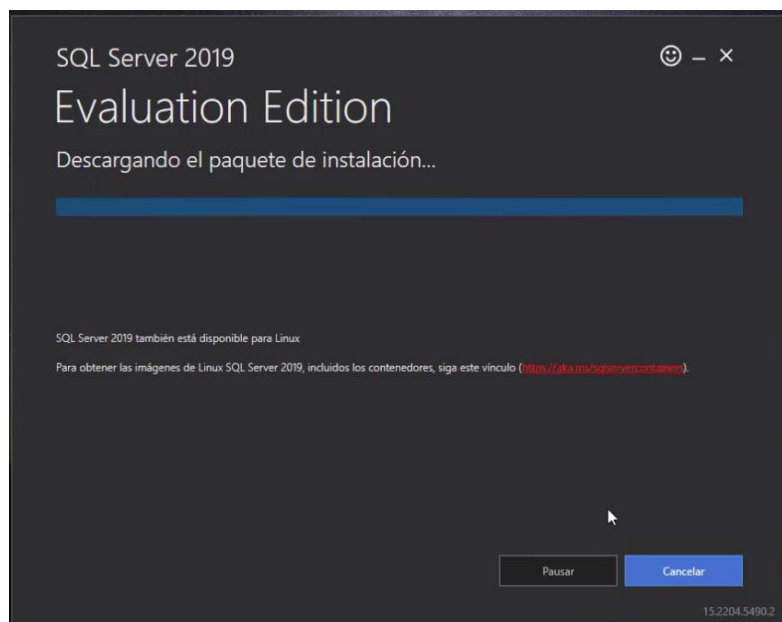 SQL Server 2019
Evaluation Edition
Descargando el paquete de instalación...
SQL Server 2019 también está disponible para Linux
Para obtener las imágenes de Linux SQL Server 2019, incluidos los contenedores, siga este vínculo (https://aka.ms/sqlservercontainers).
Pausar
Cancelar
15.2204.5490.2